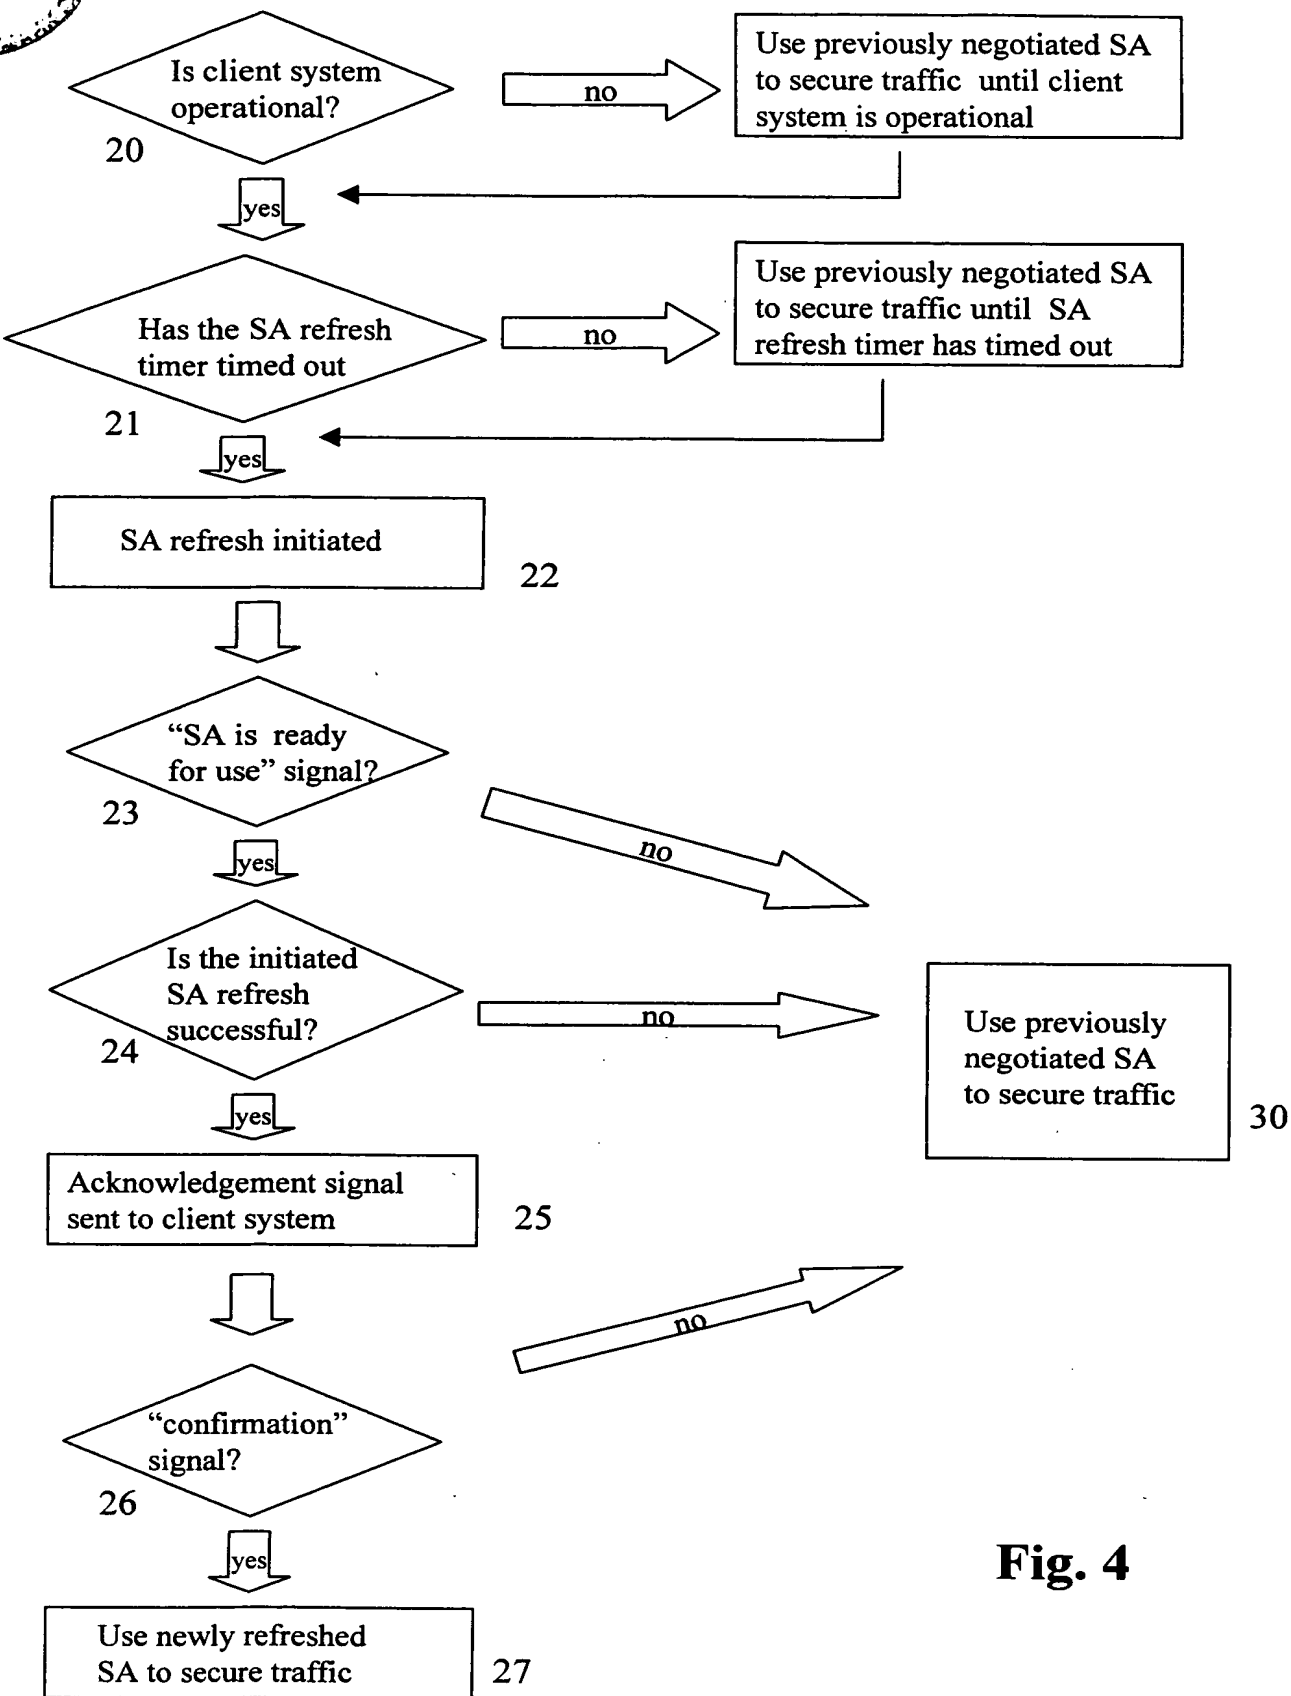 Is client system
operational?
20
no
Use previously negotiated SA
to secure traffic until client
system is operational
yes
Has the SA refresh
timer timed out
21
no
Use previously negotiated SA
to secure traffic until SA
refresh timer has timed out
yes
SA refresh initiated
22
“SA is ready
for use” signal?
23
no
yes
Is the initiated
SA refresh
successful?
24
no
Use previously
negotiated SA
to secure traffic
30
yes
Acknowledgement signal
sent to client system
25
no
“confirmation”
signal?
26
yes
Fig. 4
Use newly refreshed
SA to secure traffic
27